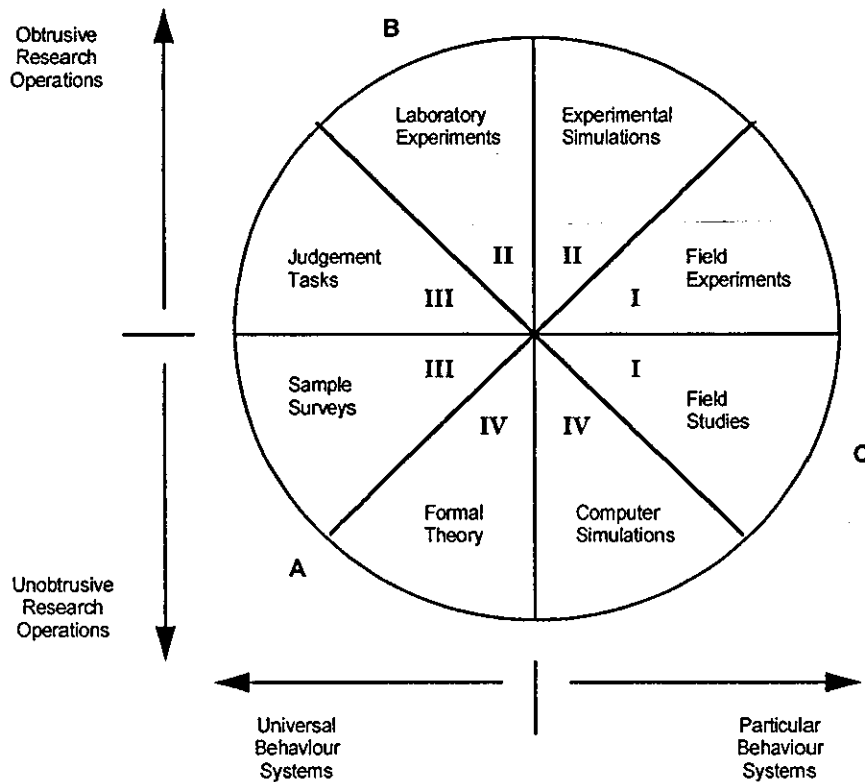 Obtrusive
Research
Operations
B
Laboratory
Experiments
Experimental
Simulations
Judgement
Tasks
II
II
Field
Experiments
III
I
III
I
Sample
Surveys
Field
Studies
IV
IV
C
Formal
Theory
Computer
Simulations
A
Unobtrusive
Research
Operations
Universal
Behaviour
Systems
Particular
Behaviour
Systems